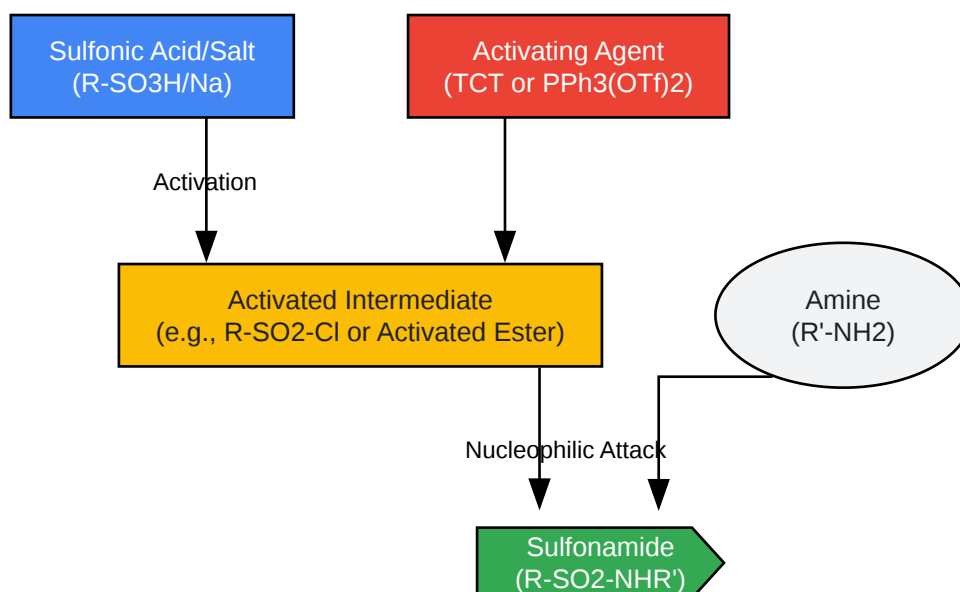 Sulfonic Acid/Salt
(R-SO3H/Na)
Activating Agent
(TCT or PPh3(OTf)2)
Activation
Activated Intermediate
(e.g., R-SO2-Cl or Activated Ester)
Amine
(R'-NH2)
Nucleophilic Attack
Sulfonamide
(R-SO2-NHR')